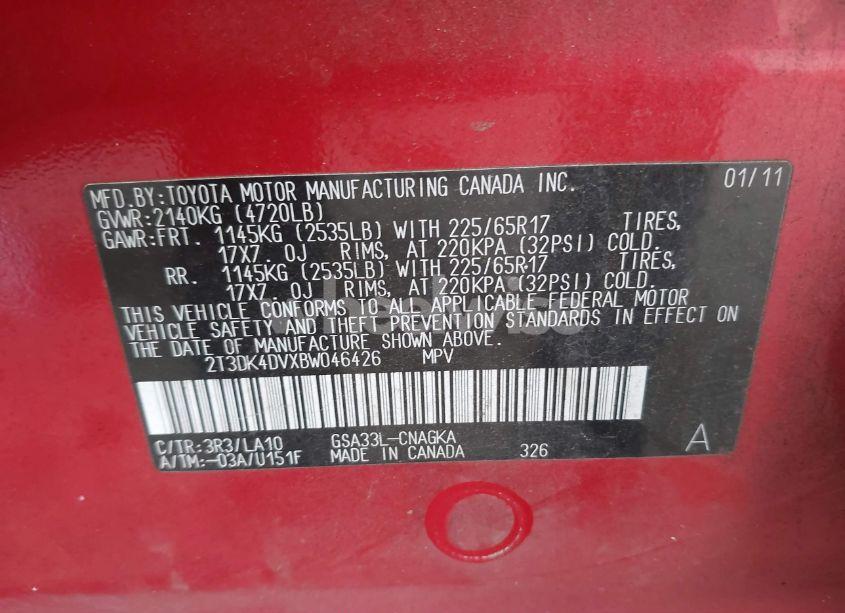 MFD.BY:TOYOTA MOTOR MANUFACTURING CANADA INC. 01/11
GVWR:2140KG (4720LB)
GAWR:FRT. 1145KG (2535LB) WITH 225/65R17 TIRES,
17X7. 0J RIMS, AT 220KPA (32PSI) COLD.
RR. 1145KG (2535LB) WITH 225/65R17 TIRES,
17X7. 0J RIMS, AT 220KPA (32PSI) COLD.
THIS VEHICLE CONFORMS TO ALL APPLICABLE FEDERAL MOTOR
VEHICLE SAFETY AND THEFT PREVENTION STANDARDS IN EFFECT ON
THE DATE OF MANUFACTURE SHOWN ABOVE.
2T3DK4DVXBW046426 MPV
C/TR:3R3/LA10 GSA33L-CNAGKA
A/TM:-03A/U151F MADE IN CANADA 326 A